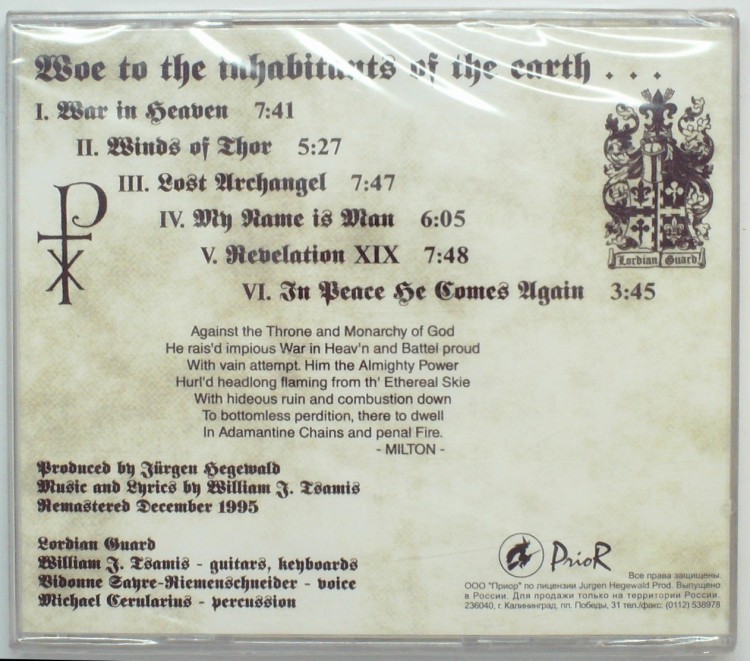 Woe to the inhabitants of the earth . . .
I. War in Heaven 7:41
II. Winds of Thor 5:27
III. Lost Archangel 7:47
IV. My Name is Man 6:05
V. Revelation XIX 7:48
VI. In Peace He Comes Again 3:45
Lordian Guard
Against the Throne and Monarchy of God
He rais'd impious War in Heav'n and Battel proud
With vain attempt. Him the Almighty Power
Hurl'd headlong flaming from th' Ethereal Skie
With hideous ruin and combustion down
To bottomless perdition, there to dwell
In Adamantine Chains and penal Fire.
- MILTON -
Produced by Jürgen Hegewald
Music and Lyrics by William J. Tsamis
Remastered December 1995
Lordian Guard
William J. Tsamis - guitars, keyboards
Vidonne Sayre-Riemenschneider - voice
Michael Cerularius - percussion
PrioR
Все права защищены.
ООО "Приор" по лицензии Jurgen Hegewald Prod. Выпущено
в России. Для продажи только на территории России.
236040, г. Калининград, пл. Победы, 31 тел./факс: (0112) 538978